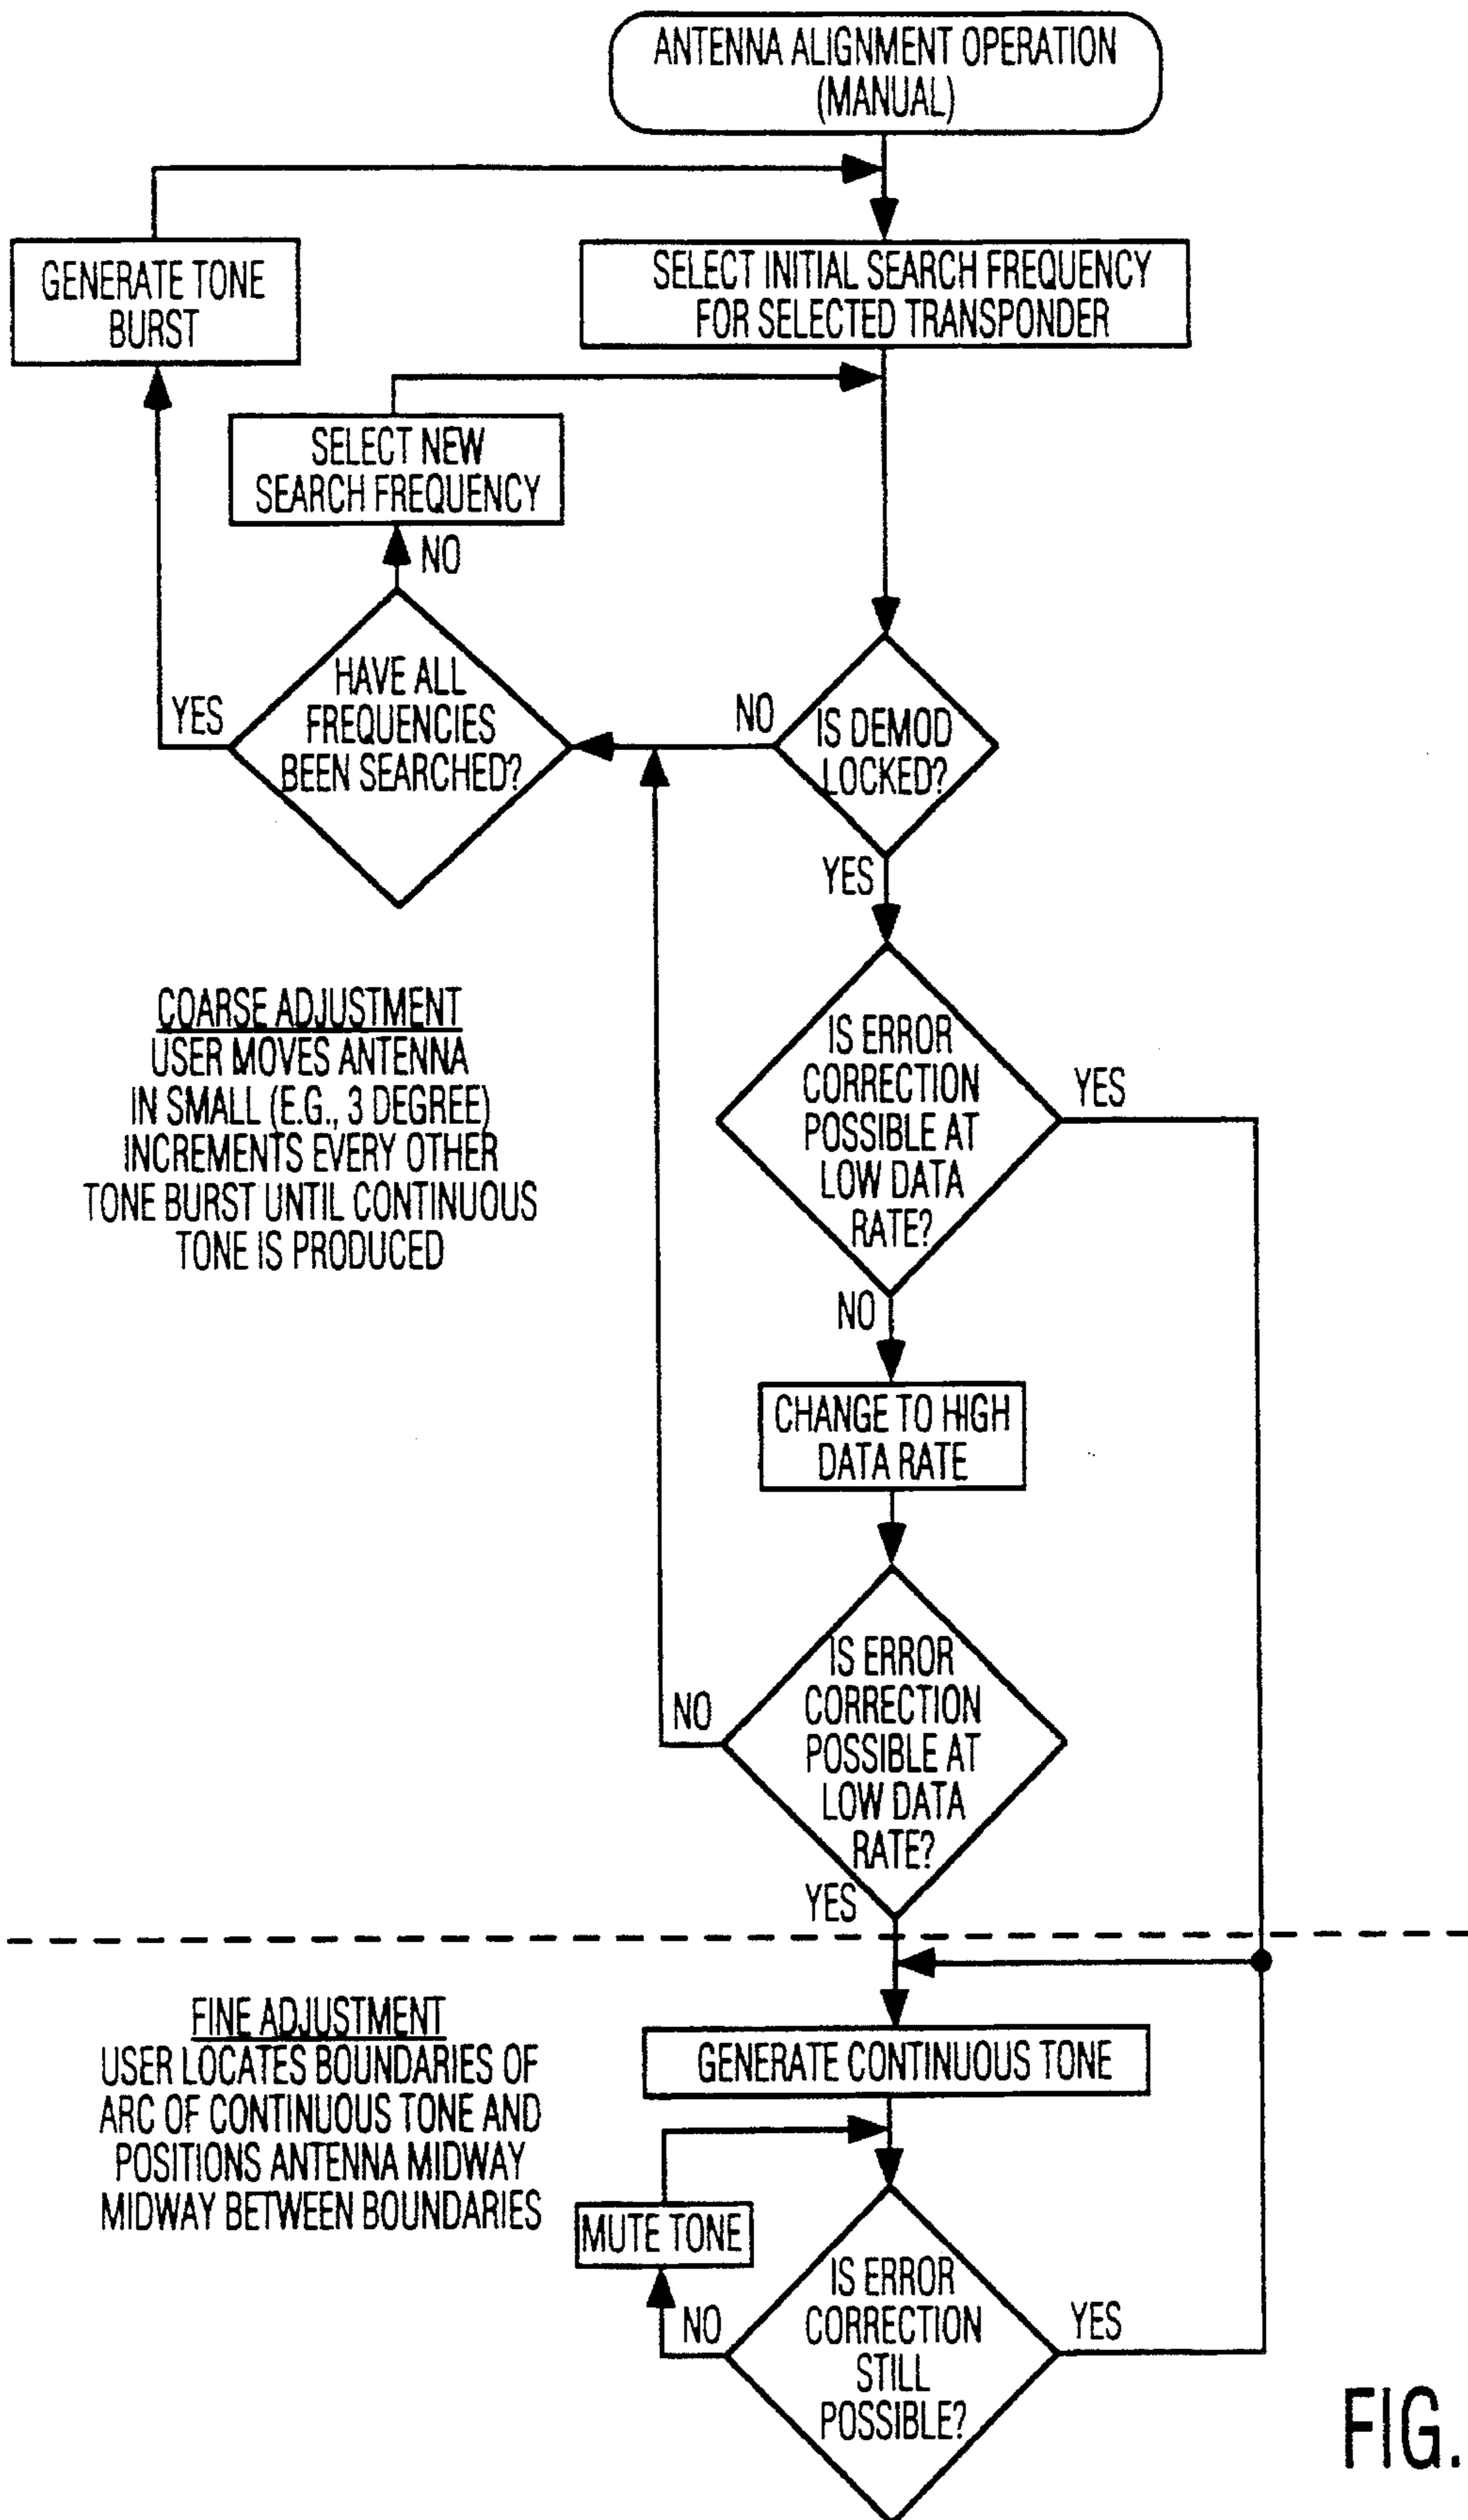 ANTENNA ALIGNMENT OPERATION
(MANUAL)
GENERATE TONE
BURST
SELECT INITIAL SEARCH FREQUENCY
FOR SELECTED TRANSPONDER
SELECT NEW
SEARCH FREQUENCY
NO
HAVE ALL
FREQUENCIES
BEEN SEARCHED?
YES
NO
IS DEMOD
LOCKED?
YES
COARSE ADJUSTMENT
USER MOVES ANTENNA
IN SMALL (E.G., 3 DEGREE)
INCREMENTS EVERY OTHER
TONE BURST UNTIL CONTINUOUS
TONE IS PRODUCED
IS ERROR
CORRECTION
POSSIBLE AT
LOW DATA
RATE?
YES
NO
CHANGE TO HIGH
DATA RATE
IS ERROR
CORRECTION
POSSIBLE AT
LOW DATA
RATE?
NO
YES
FINE ADJUSTMENT
USER LOCATES BOUNDARIES OF
ARC OF CONTINUOUS TONE AND
POSITIONS ANTENNA MIDWAY
MIDWAY BETWEEN BOUNDARIES
GENERATE CONTINUOUS TONE
MUTE TONE
NO
IS ERROR
CORRECTION
STILL
POSSIBLE?
YES
FIG.